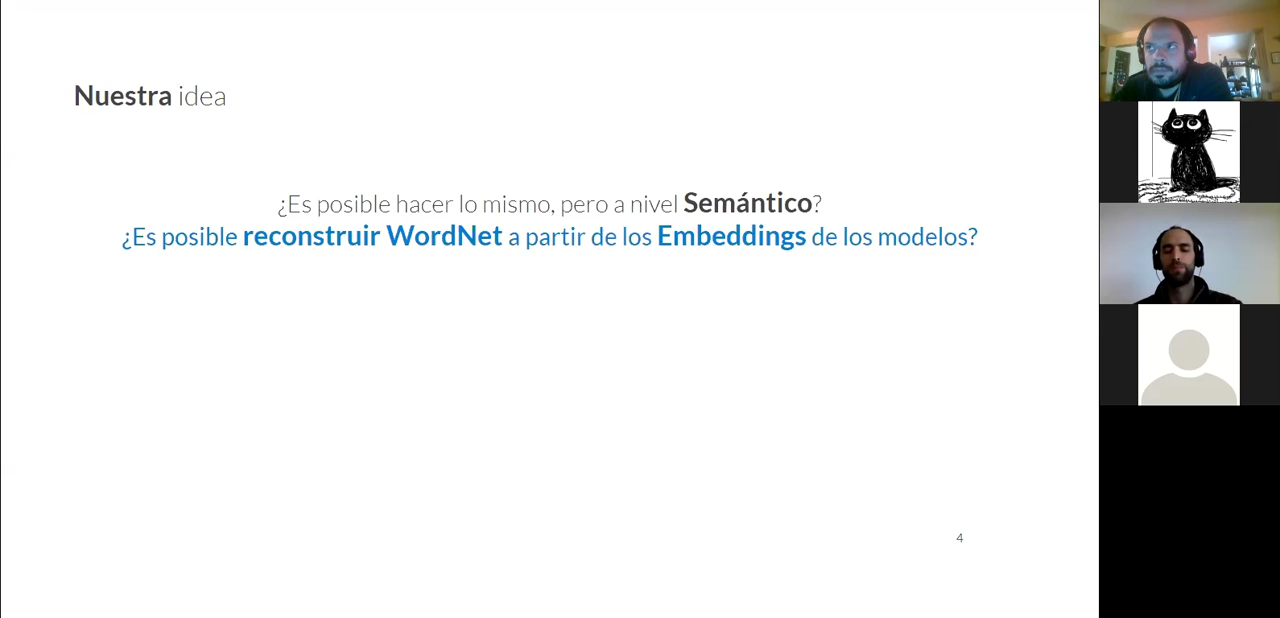 Nuestra idea
¿Es posible hacer lo mismo, pero a nivel Semántico?
¿Es posible reconstruir WordNet a partir de los Embeddings de los modelos?
4